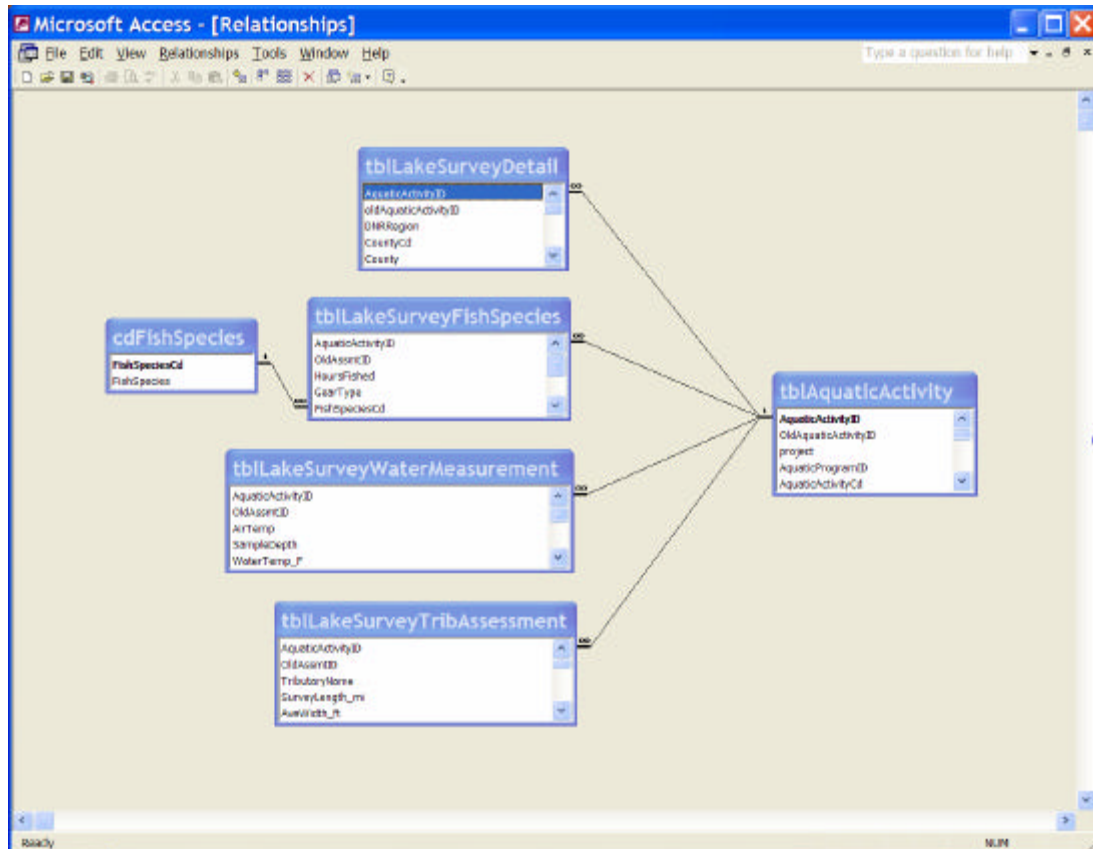 Microsoft Access - [Relationships]
File Edit View Relationships Tools Window Help
Type a question for help
tblLakeSurveyDetail
AquaticActivityID
oldAquaticActivityID
DNRRegion
CountyCd
County
tblLakeSurveyFishSpecies
AquaticActivityID
OldAssmtID
HoursFished
GearType
FishSpeciesCd
cdFishSpecies
FishSpeciesCd
FishSpecies
tblAquaticActivity
AquaticActivityID
OldAquaticActivityID
project
AquaticProgramID
AquaticActivityCd
tblLakeSurveyWaterMeasurement
AquaticActivityID
OldAssmtID
AirTemp
SampleDepth
WaterTemp_F
tblLakeSurveyTribAssessment
AquaticActivityID
OldAssmtID
TributaryName
SurveyLength_mi
AveWidth_ft
Ready
NUM